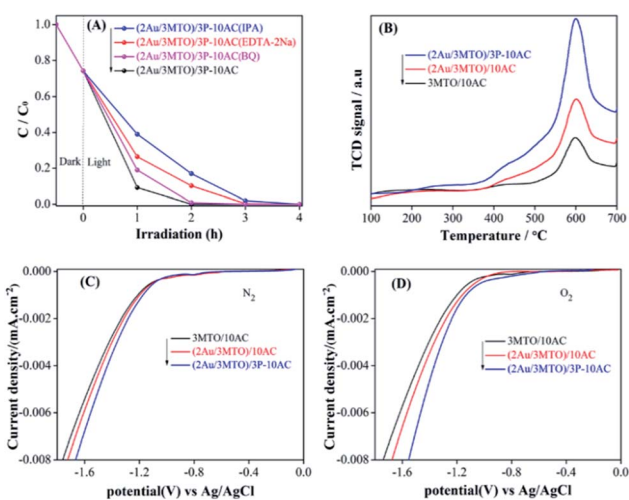 (A)
(2Au/3MTO)/3P-10AC(IPA)
(2Au/3MTO)/3P-10AC(EDTA-2Na)
(2Au/3MTO)/3P-10AC(BQ)
(2Au/3MTO)/3P-10AC
1.0
0.8
0.6
0.4
0.2
0.0
C / C₀
Dark
Light
0 1 2 3 4
Irradiation (h)
(B)
(2Au/3MTO)/3P-10AC
(2Au/3MTO)/10AC
3MTO/10AC
TCD signal / a.u
100 200 300 400 500 600 700
Temperature / °C
(C)
N₂
3MTO/10AC
(2Au/3MTO)/10AC
(2Au/3MTO)/3P-10AC
0.000
-0.002
-0.004
-0.006
-0.008
Current density/(mA.cm⁻²)
-1.6 -1.2 -0.8 -0.4 0.0
potential(V) vs Ag/AgCl
(D)
O₂
3MTO/10AC
(2Au/3MTO)/10AC
(2Au/3MTO)/3P-10AC
0.000
-0.002
-0.004
-0.006
-0.008
Current density/(mA.cm⁻²)
-1.6 -1.2 -0.8 -0.4 0.0
potential(V) vs Ag/AgCl